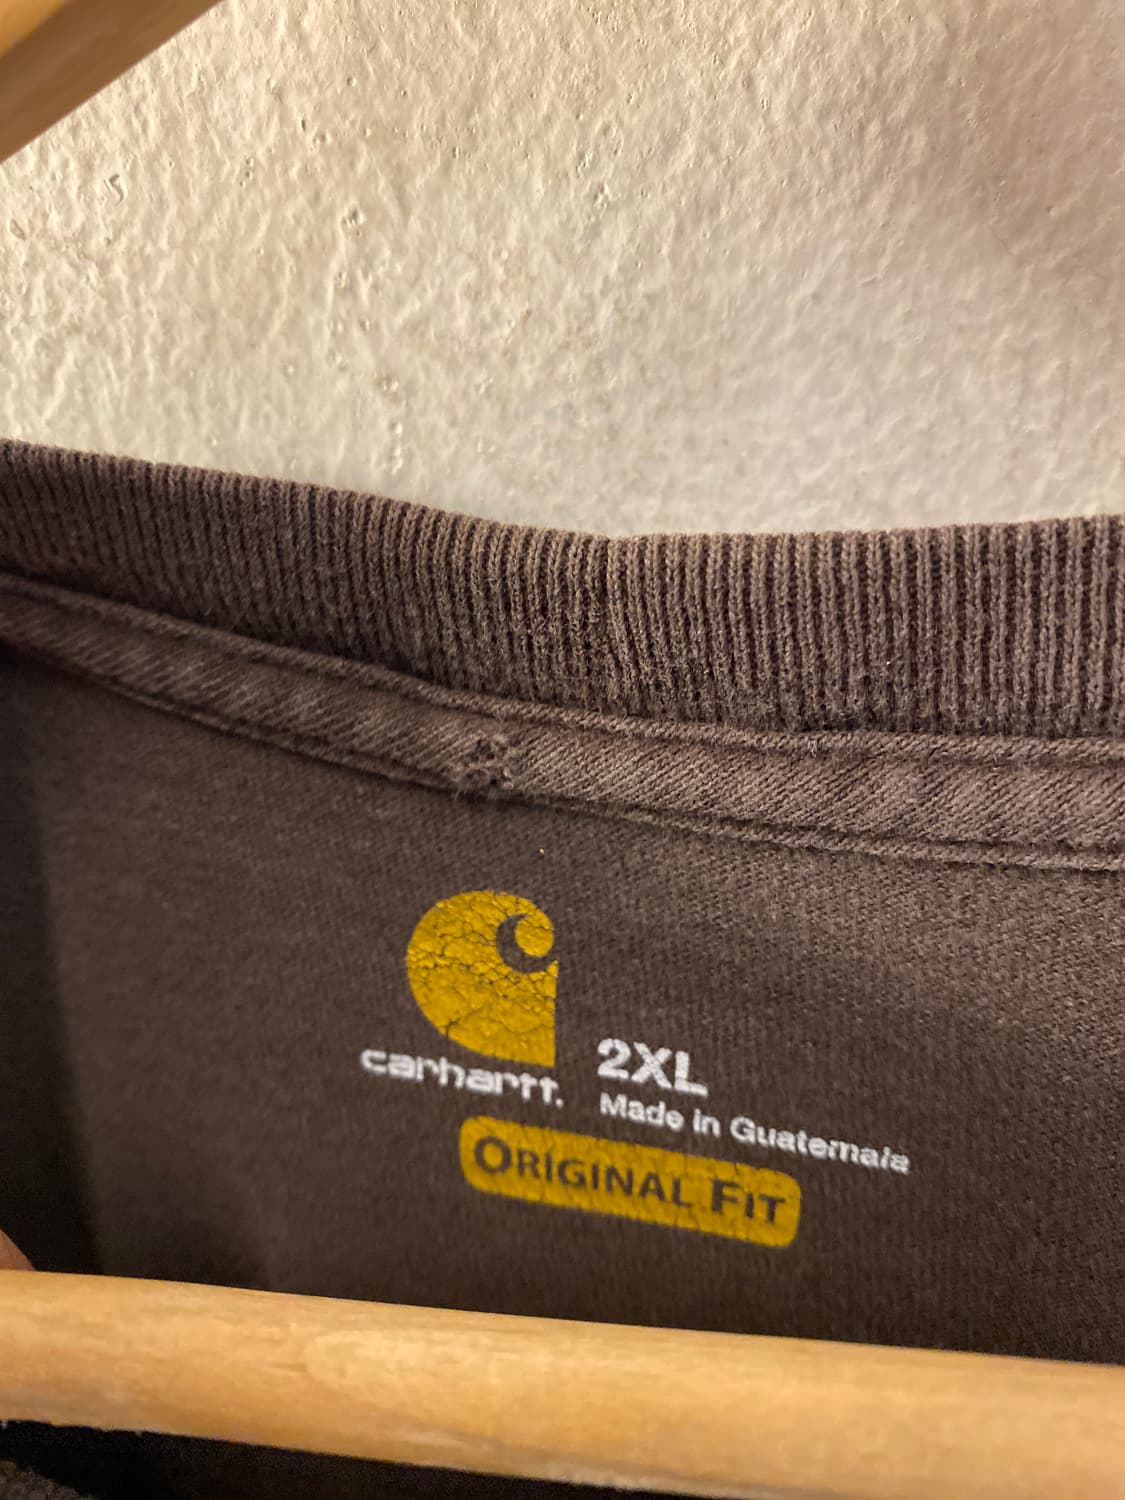 carhartt.
2XL
Made in Guatemala
ORIGINAL FIT